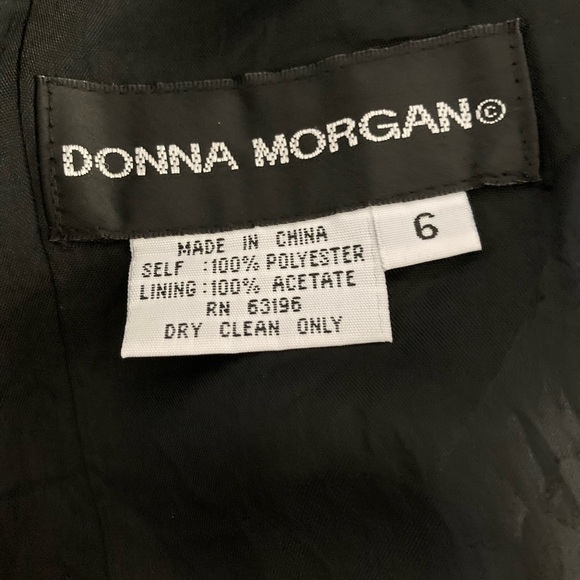 DONNA MORGAN©
6
MADE IN CHINA
SELF :100% POLYESTER
LINING:100% ACETATE
RN 63196
DRY CLEAN ONLY